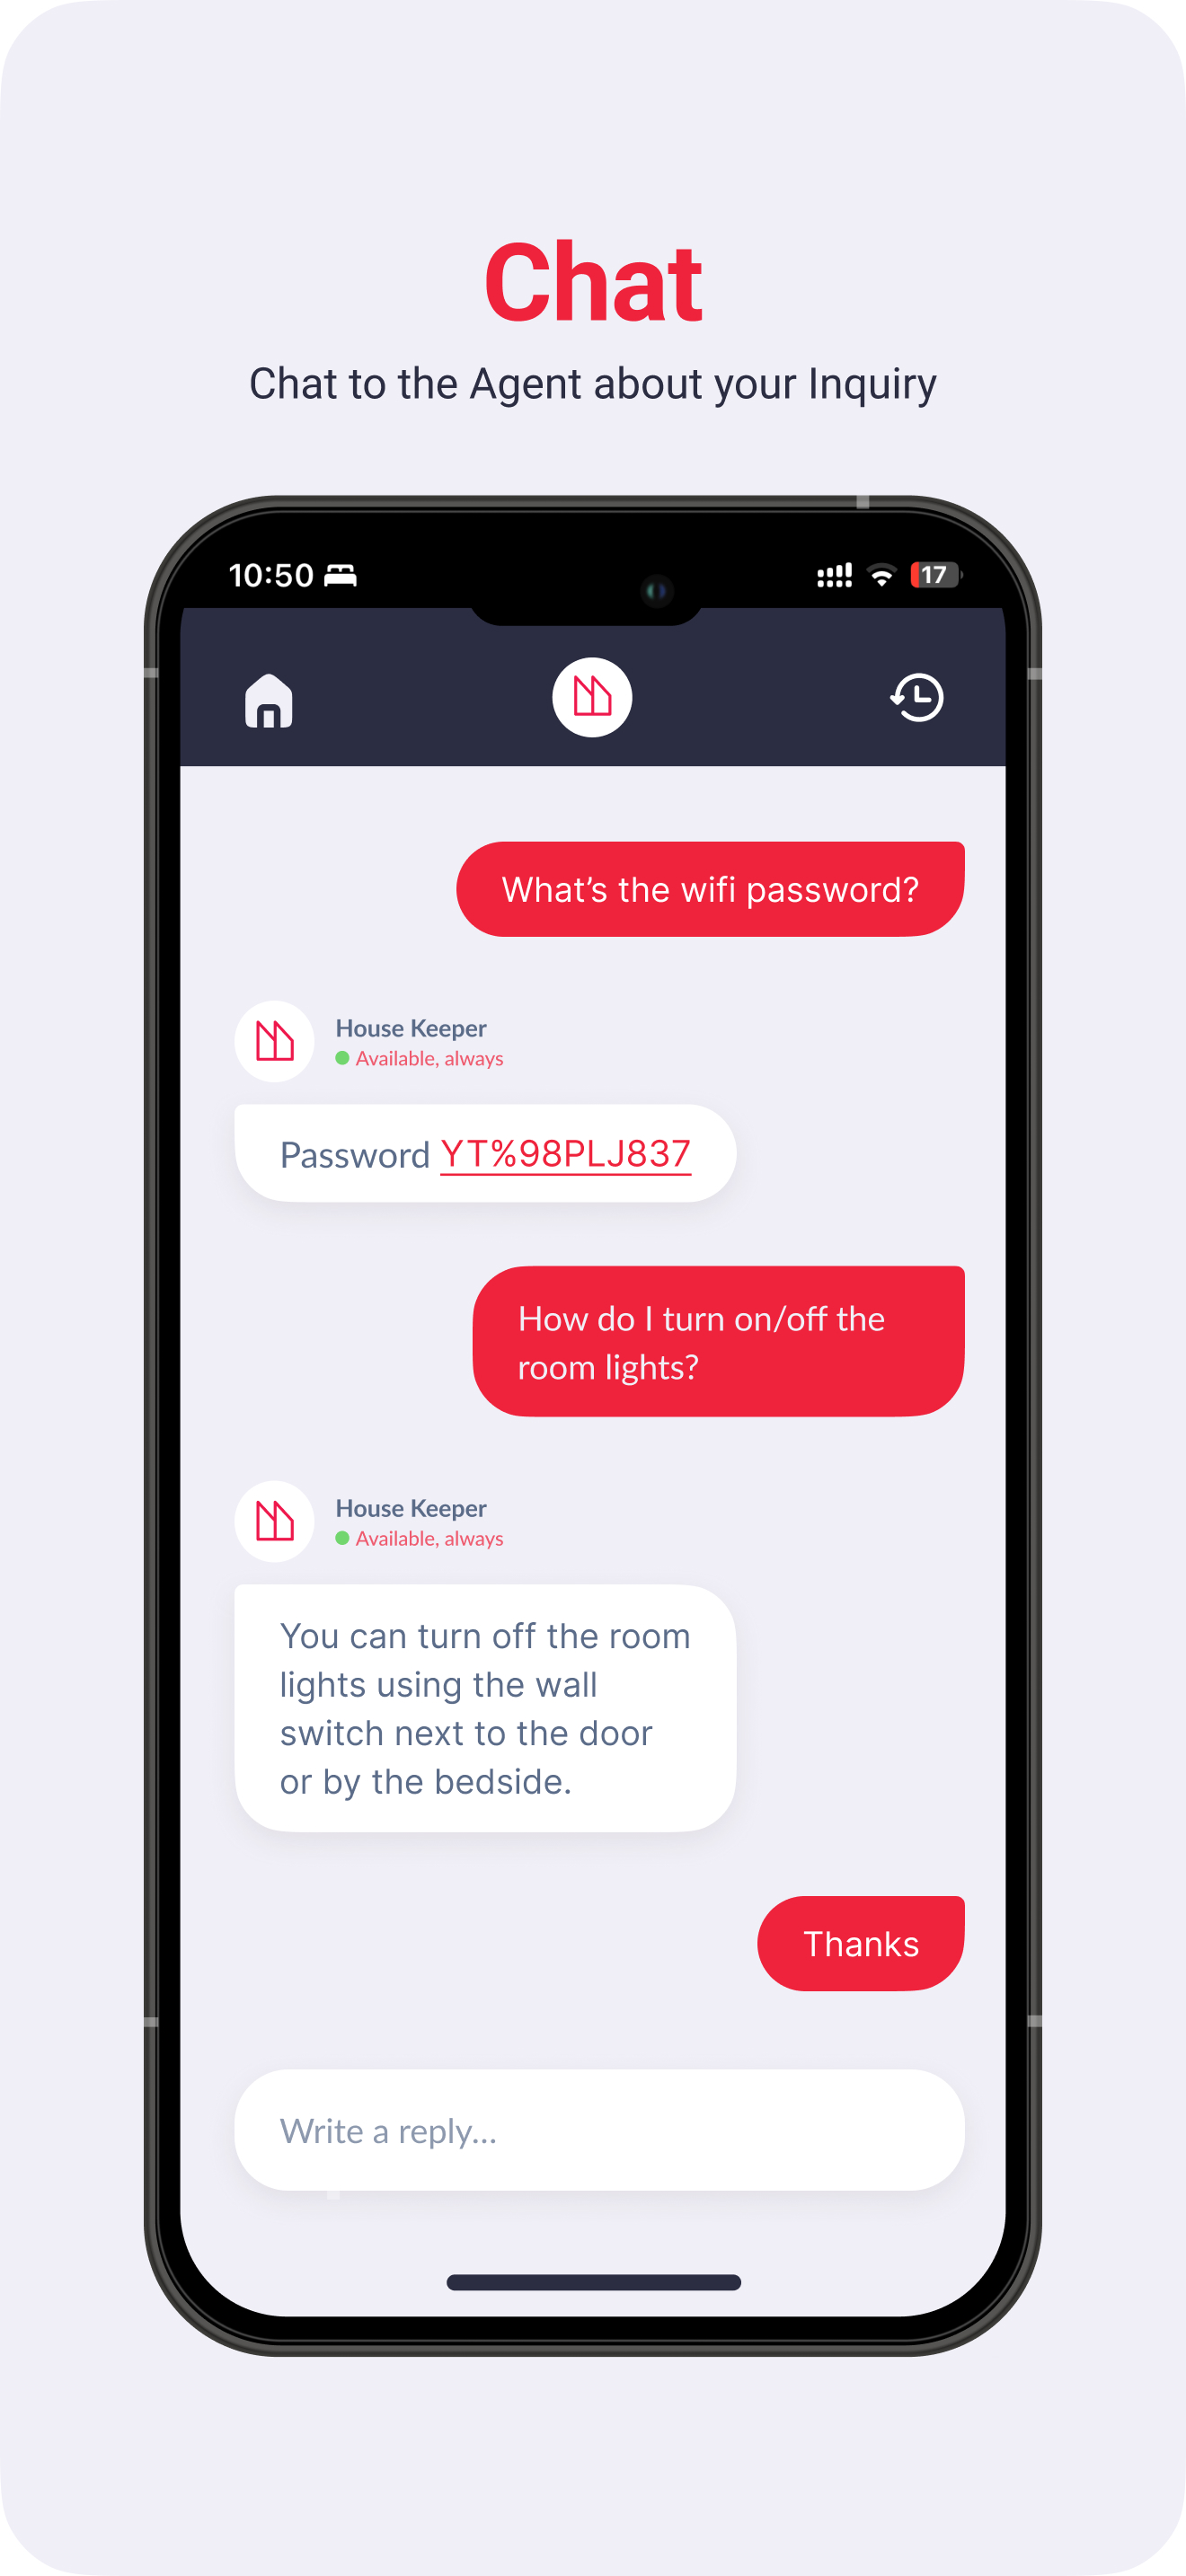 Chat
Chat to the Agent about your Inquiry
10:50 17
What’s the wifi password?
House Keeper
Available, always
Password YT%98PLJ837
How do I turn on/off the
room lights?
House Keeper
Available, always
You can turn off the room
lights using the wall
switch next to the door
or by the bedside.
Thanks
Write a reply...